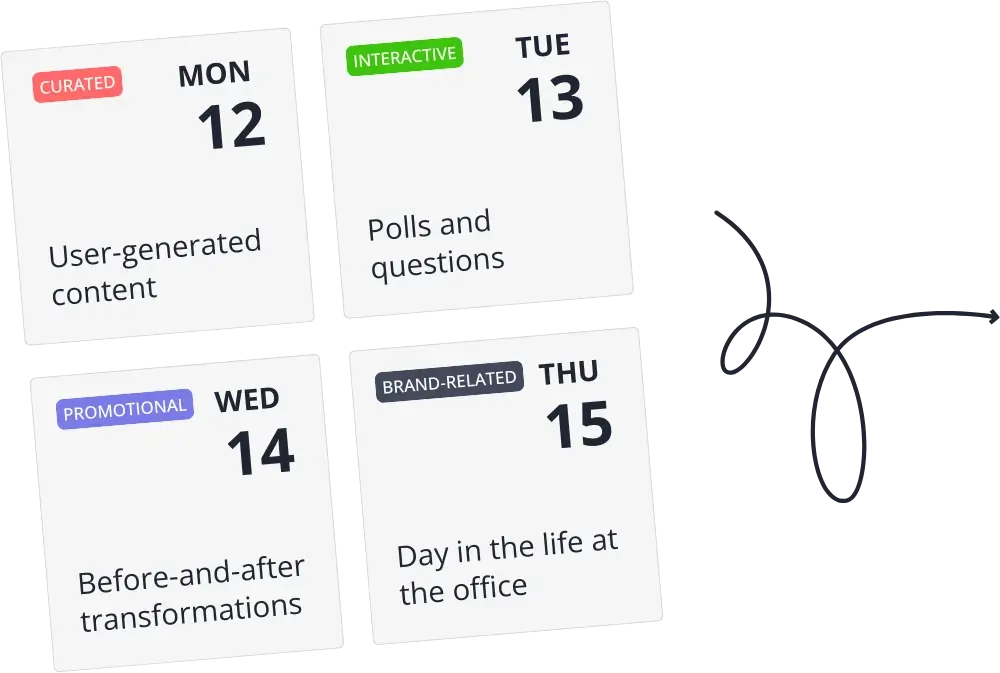 CURATED
MON
12
User-generated
content
INTERACTIVE
TUE
13
Polls and
questions
PROMOTIONAL
WED
14
Before-and-after
transformations
BRAND-RELATED
THU
15
Day in the life at
the office